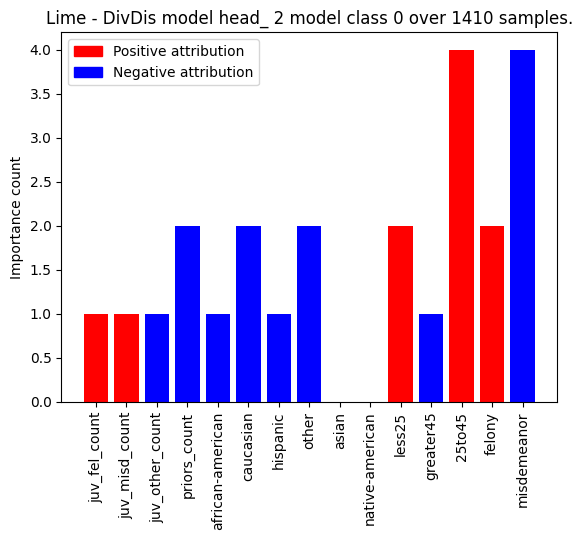 Lime - DivDis model head_ 2 model class 0 over 1410 samples.
Positive attribution
Negative attribution
Importance count
4.0
3.5
3.0
2.5
2.0
1.5
1.0
0.5
0.0
juv_fel_count
juv_misd_count
juv_other_count
priors_count
african-american
caucasian
hispanic
other
asian
native-american
less25
greater45
25to45
felony
misdemeanor